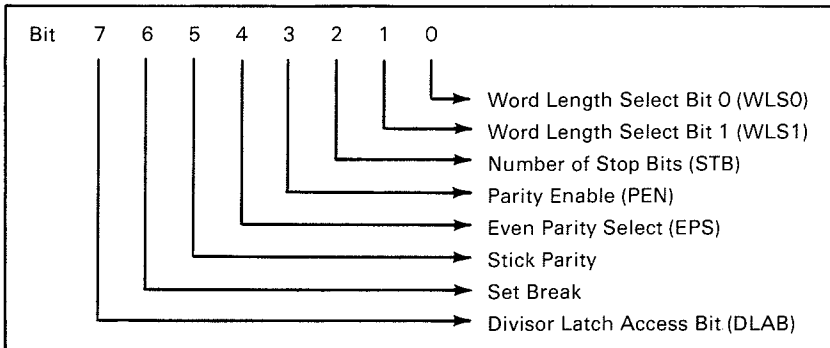 Bit 7 6 5 4 3 2 1 0
Word Length Select Bit 0 (WLS0)
Word Length Select Bit 1 (WLS1)
Number of Stop Bits (STB)
Parity Enable (PEN)
Even Parity Select (EPS)
Stick Parity
Set Break
Divisor Latch Access Bit (DLAB)